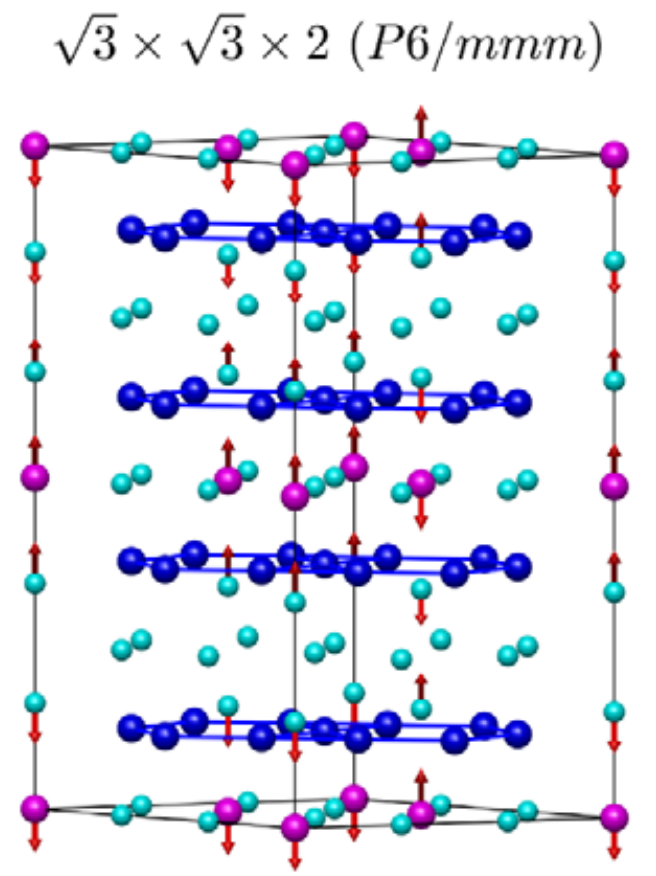 √3 × √3 × 2 (P6/mmm)